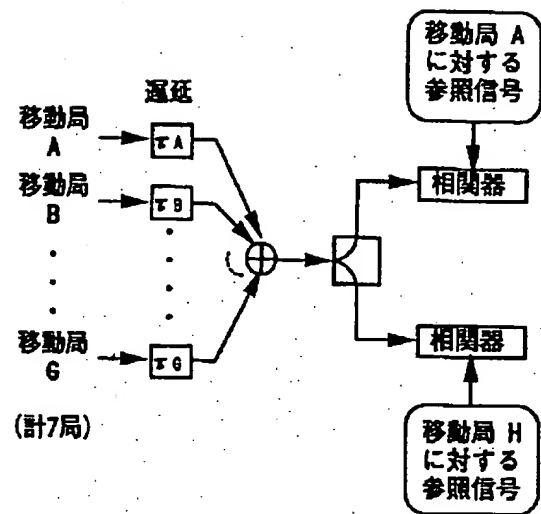 移動局 A
に対する
参照信号
遅延
移動局
A
τA
相関器
移動局
B
τB
移動局
G
τG
相関器
(計7局)
移動局 H
に対する
参照信号